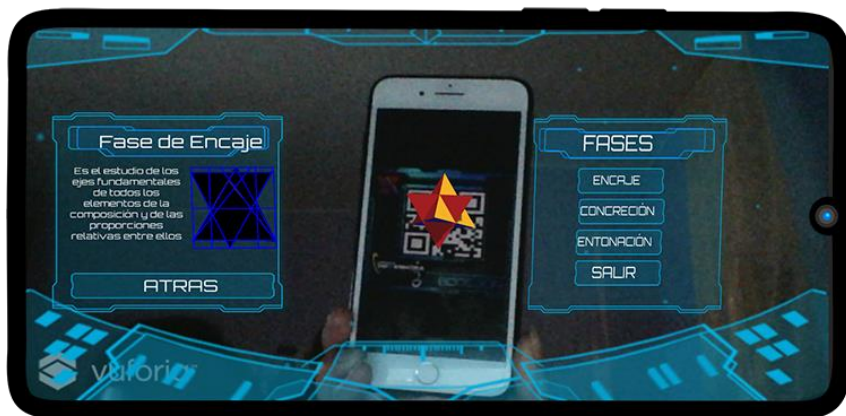 Fase de Encaje
Es el estudio de los
ejes fundamentales
de todos los
elementos de la
composición y de las
proporciones
relativas entre ellos
ATRAS
FASES
ENCAJE
CONCRECIÓN
ENTONACIÓN
SALIR
vuforia